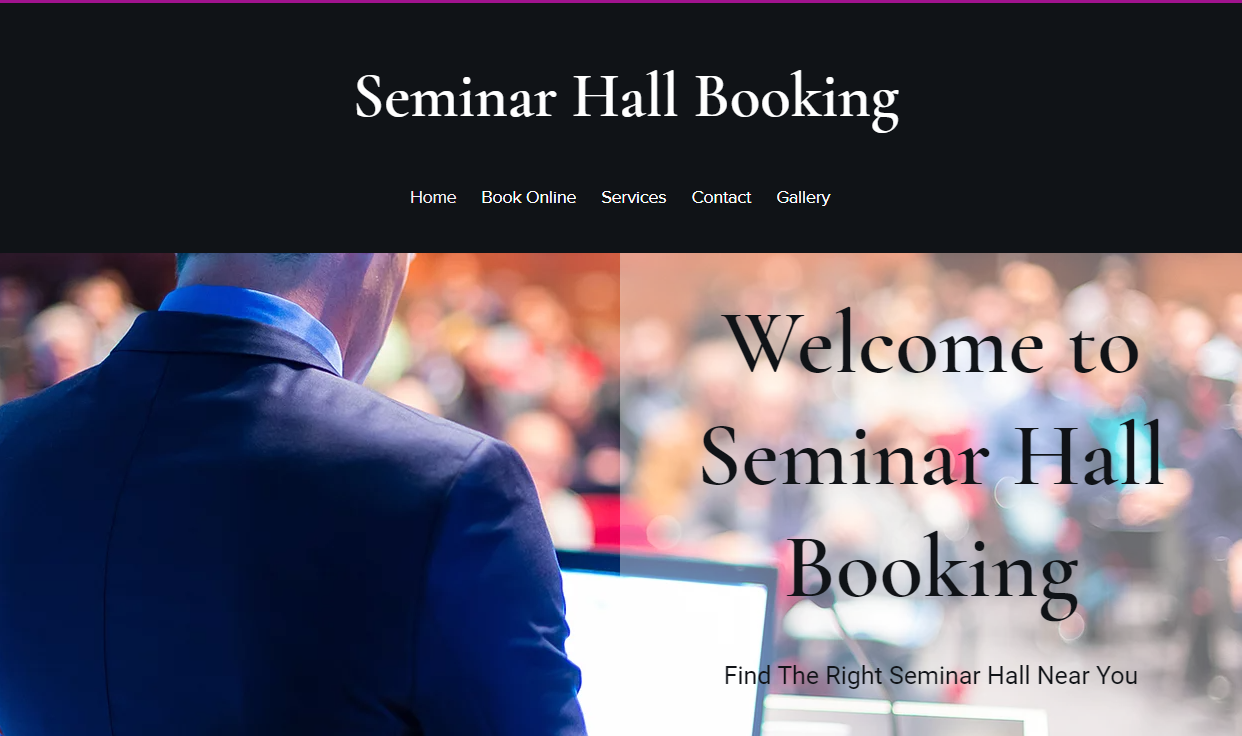 Seminar Hall Booking
Home Book Online Services Contact Gallery
Welcome to
Seminar Hall
Booking
Find The Right Seminar Hall Near You